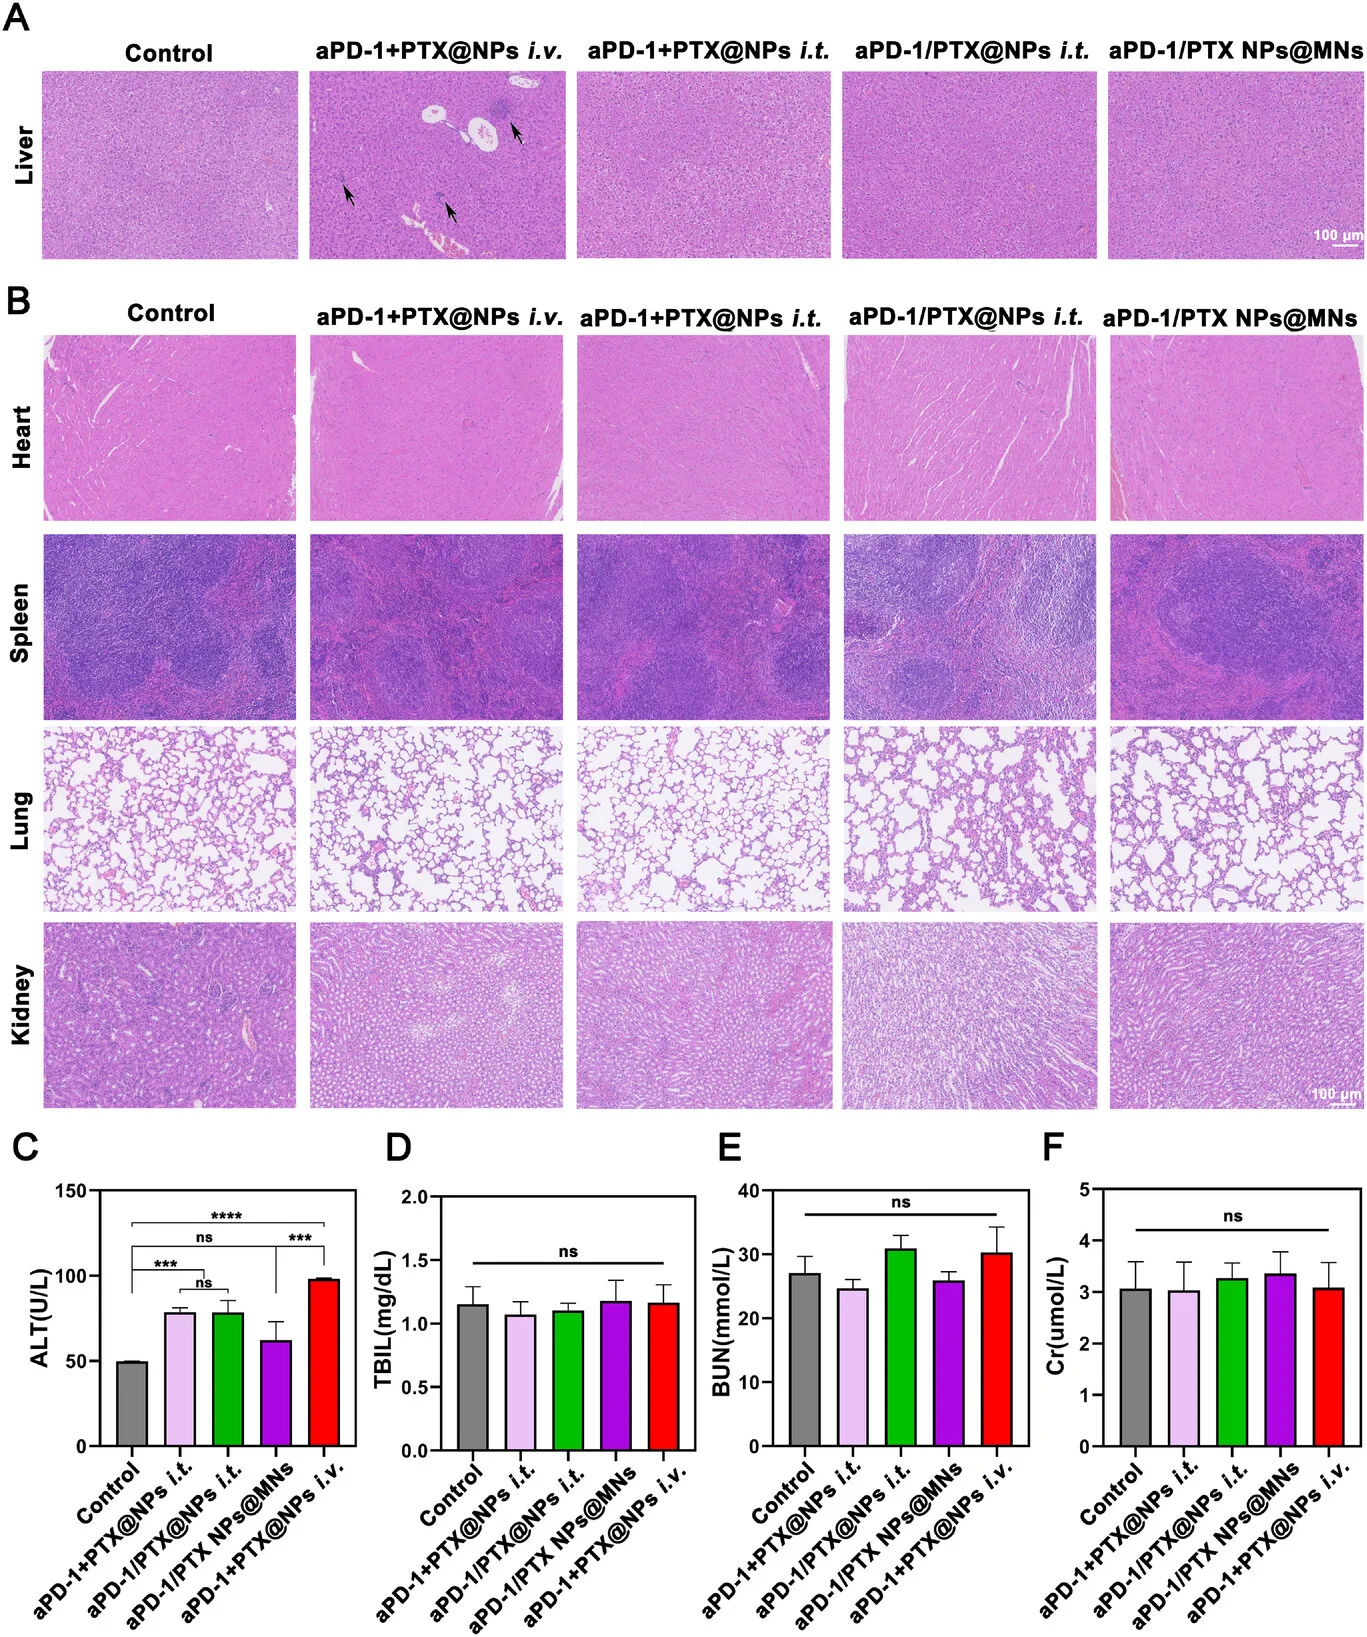 A
Control
aPD-1+PTX@NPs i.v.
aPD-1+PTX@NPs i.t.
aPD-1/PTX@NPs i.t.
aPD-1/PTX NPs@MNs
Liver
100 μm
B
Control
aPD-1+PTX@NPs i.v.
aPD-1+PTX@NPs i.t.
aPD-1/PTX@NPs i.t.
aPD-1/PTX NPs@MNs
Heart
Spleen
Lung
Kidney
100 μm
C
ALT(U/L)
150
100
50
0
****
ns
***
***
ns
Control
aPD-1+PTX@NPs i.t.
aPD-1/PTX@NPs i.t.
aPD-1/PTX NPs@MNs
aPD-1+PTX@NPs i.v.
D
TBIL(mg/dL)
2.0
1.5
1.0
0.5
0.0
ns
Control
aPD-1+PTX@NPs i.t.
aPD-1/PTX@NPs i.t.
aPD-1/PTX NPs@MNs
aPD-1+PTX@NPs i.v.
E
BUN(mmol/L)
40
30
20
10
0
ns
Control
aPD-1+PTX@NPs i.t.
aPD-1/PTX@NPs i.t.
aPD-1/PTX NPs@MNs
aPD-1+PTX@NPs i.v.
F
Cr(umol/L)
5
4
3
2
1
0
ns
Control
aPD-1+PTX@NPs i.t.
aPD-1/PTX@NPs i.t.
aPD-1/PTX NPs@MNs
aPD-1+PTX@NPs i.v.